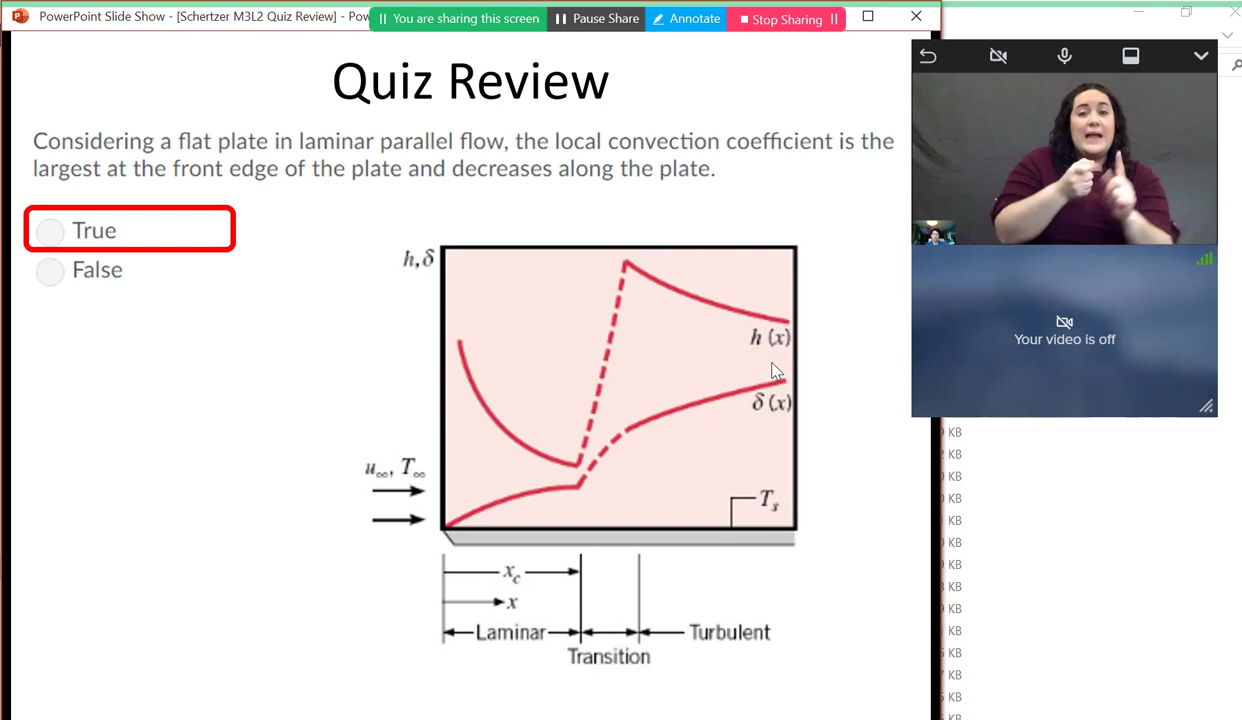 PowerPoint Slide Show - [Schertzer M3L2 Quiz Review] - Pow
You are sharing this screen
Pause Share
Annotate
Stop Sharing
Quiz Review
Considering a flat plate in laminar parallel flow, the local convection coefficient is the
largest at the front edge of the plate and decreases along the plate.
True
False
h, δ
h (x)
δ (x)
u∞, T∞
Ts
xc
x
Laminar
Turbulent
Transition
Your video is off
KB
KB
KB
KB
KB
KB
KB
KB
KB
KB
KB
KB
KB
KB